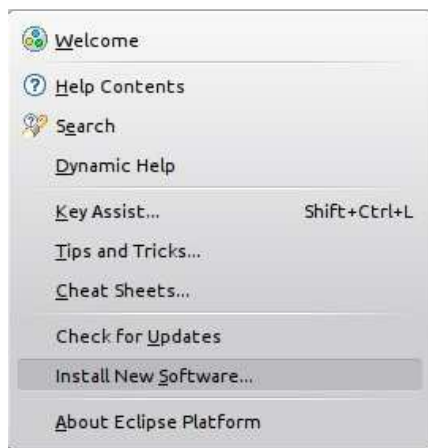 Welcome
Help Contents
Search
Dynamic Help
Key Assist... Shift+Ctrl+L
Tips and Tricks...
Cheat Sheets...
Check for Updates
Install New Software...
About Eclipse Platform